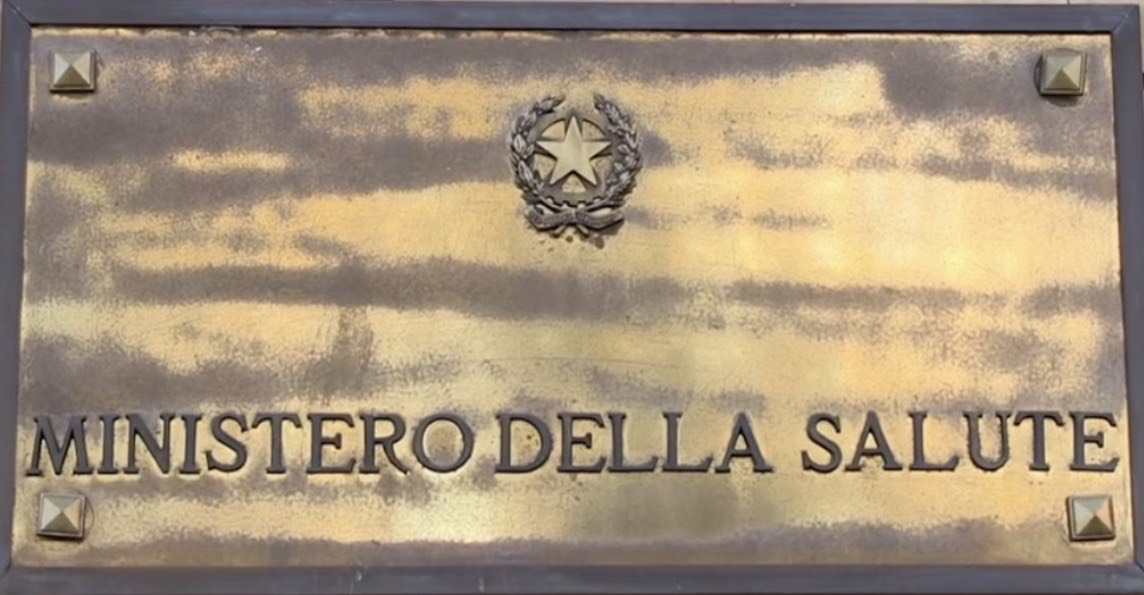 MINISTERO DELLA SALUTE